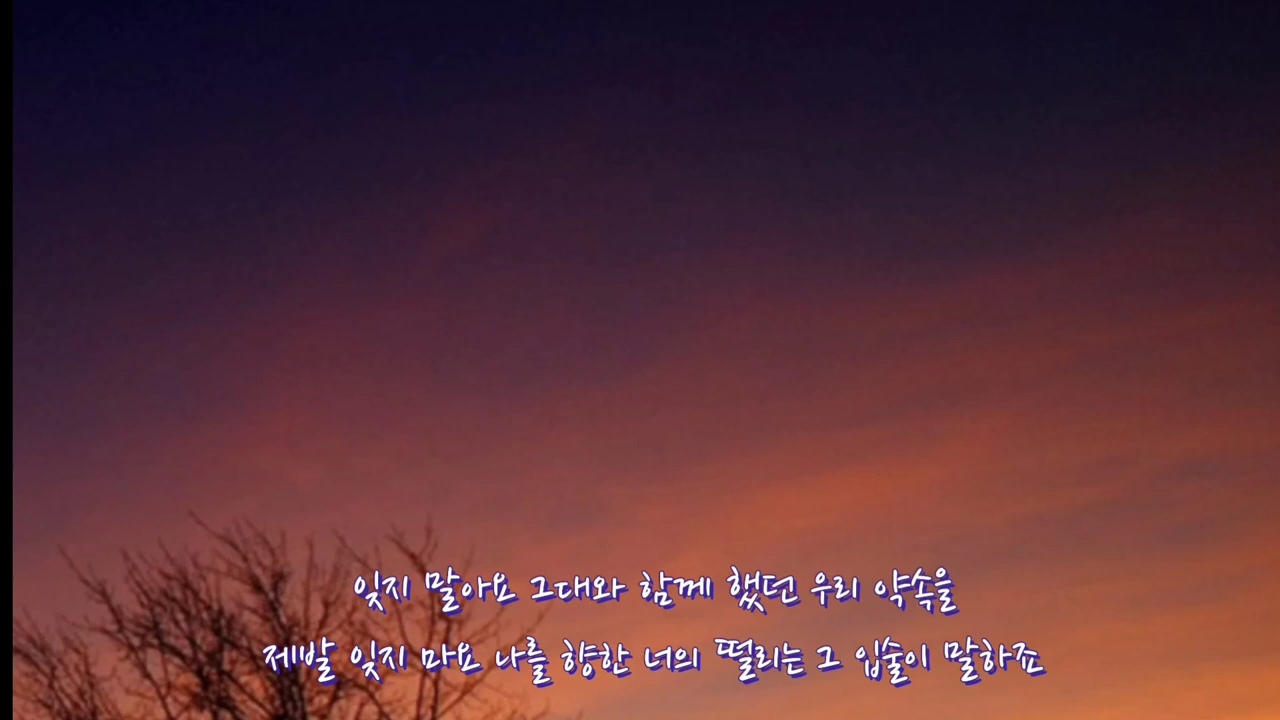 잊지 말아요 그대와 함께 했던 우리 약속을
제발 잊지 마요 나를 향한 너의 떨리는 그 입술이 말하죠